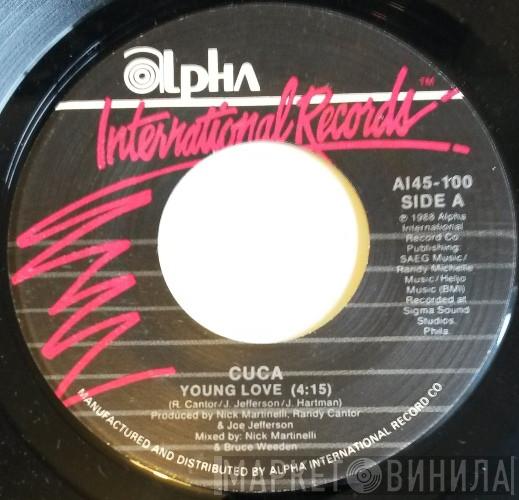 alpha
International Records
TM
AI45-100
SIDE A
℗ 1988 Alpha
International
Record Co.
Publishing:
SAEG Music/
Randy Michelle
Music/Helijo
Music (BMI)
Recorded at
Sigma Sound
Studios,
Phila.
CUCA
YOUNG LOVE (4:15)
(R. Cantor/J. Jefferson/J. Hartman)
Produced by Nick Martinelli, Randy Cantor
& Joe Jefferson
Mixed by: Nick Martinelli
& Bruce Weeden
MANUFACTURED AND DISTRIBUTED BY ALPHA INTERNATIONAL RECORD CO
МАРКЕТ ВИНИЛА